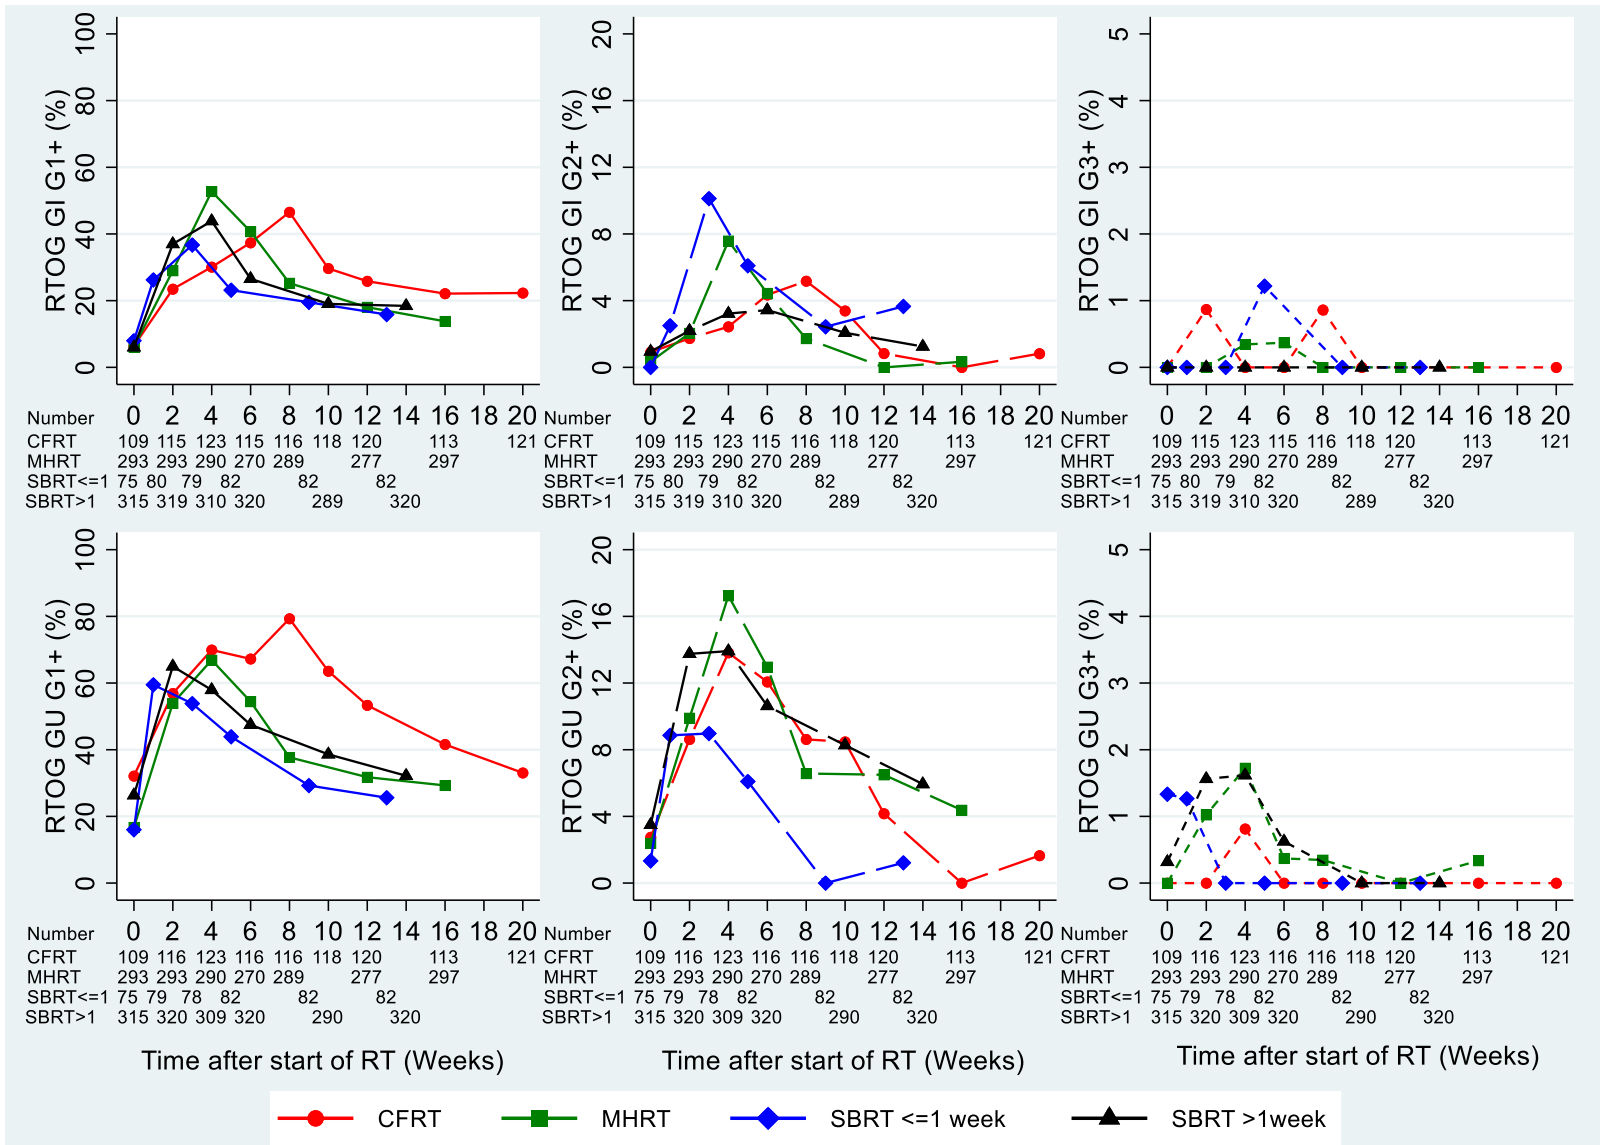 RTOG GI G1+ (%)
0 20 40 60 80 100
0 2 4 6 8 10 12 14 16 18 20
Number
CFRT 109 115 123 115 116 118 120 113 121
MHRT 293 293 290 270 289 277 297
SBRT<=1 75 80 79 82 82 82
SBRT>1 315 319 310 320 289 320
RTOG GI G2+ (%)
0 4 8 12 16 20
0 2 4 6 8 10 12 14 16 18 20
Number
CFRT 109 115 123 115 116 118 120 113 121
MHRT 293 293 290 270 289 277 297
SBRT<=1 75 80 79 82 82 82
SBRT>1 315 319 310 320 289 320
RTOG GI G3+ (%)
0 1 2 3 4 5
0 2 4 6 8 10 12 14 16 18 20
Number
CFRT 109 115 123 115 116 118 120 113 121
MHRT 293 293 290 270 289 277 297
SBRT<=1 75 80 79 82 82 82
SBRT>1 315 319 310 320 289 320
RTOG GU G1+ (%)
0 20 40 60 80 100
0 2 4 6 8 10 12 14 16 18 20
Number
CFRT 109 116 123 116 116 118 120 113 121
MHRT 293 293 290 270 289 277 297
SBRT<=1 75 79 78 82 82 82
SBRT>1 315 320 309 320 290 320
Time after start of RT (Weeks)
RTOG GU G2+ (%)
0 4 8 12 16 20
0 2 4 6 8 10 12 14 16 18 20
Number
CFRT 109 116 123 116 116 118 120 113 121
MHRT 293 293 290 270 289 277 297
SBRT<=1 75 79 78 82 82 82
SBRT>1 315 320 309 320 290 320
Time after start of RT (Weeks)
RTOG GU G3+ (%)
0 1 2 3 4 5
0 2 4 6 8 10 12 14 16 18 20
Number
CFRT 109 116 123 116 116 118 120 113 121
MHRT 293 293 290 270 289 277 297
SBRT<=1 75 79 78 82 82 82
SBRT>1 315 320 309 320 290 320
Time after start of RT (Weeks)
CFRT MHRT SBRT <=1 week SBRT >1week